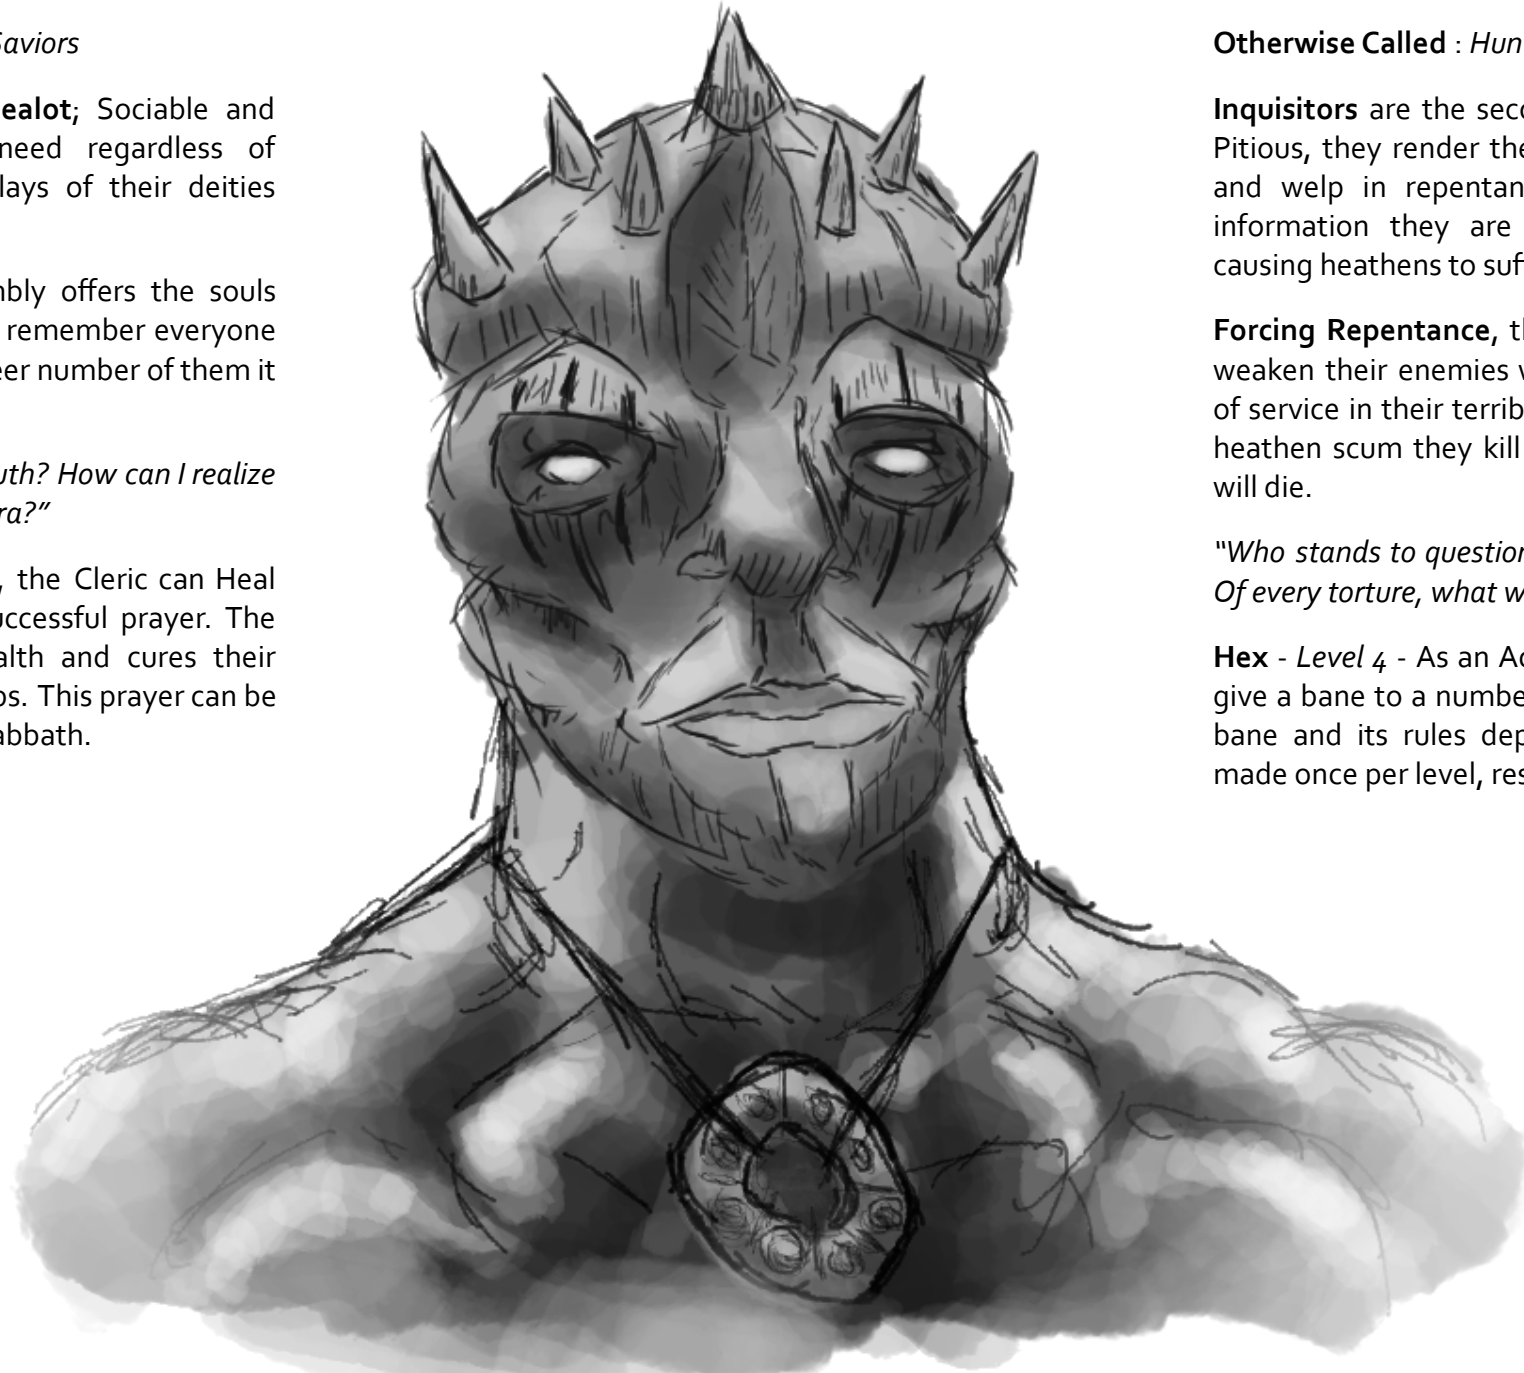 Saviors
ealot; Sociable and
need regardless of
lays of their deities
nbly offers the souls
remember everyone
eer number of them it
uth? How can I realize
ra?”
, the Cleric can Heal
uccessful prayer. The
alth and cures their
ps. This prayer can be
abbath.
Otherwise Called : Hun
Inquisitors are the seco
Pitious, they render the
and welp in repentan
information they are
causing heathens to suf
Forcing Repentance, th
weaken their enemies w
of service in their terrib
heathen scum they kill
will die.
“Who stands to question
Of every torture, what w
Hex - Level 4 - As an Ac
give a bane to a numbe
bane and its rules dep
made once per level, res